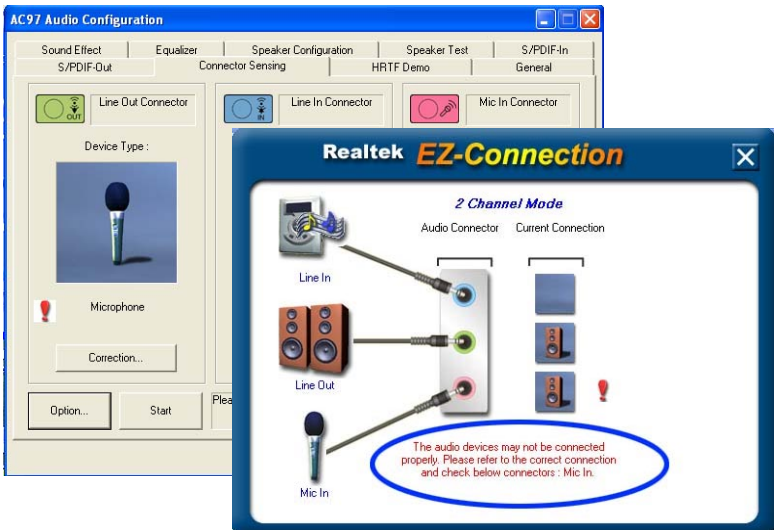 AC97 Audio Configuration
Sound Effect Equalizer Speaker Configuration Speaker Test S/PDIF-In
S/PDIF-Out Connector Sensing HRTF Demo General
OUT Line Out Connector IN Line In Connector Mic In Connector
Device Type :
Microphone
Correction...
Option... Start Plea
Realtek EZ-Connection
2 Channel Mode
Audio Connector Current Connection
Line In
Line Out
Mic In
The audio devices may not be connected
properly. Please refer to the correct connection
and check below connectors : Mic In.